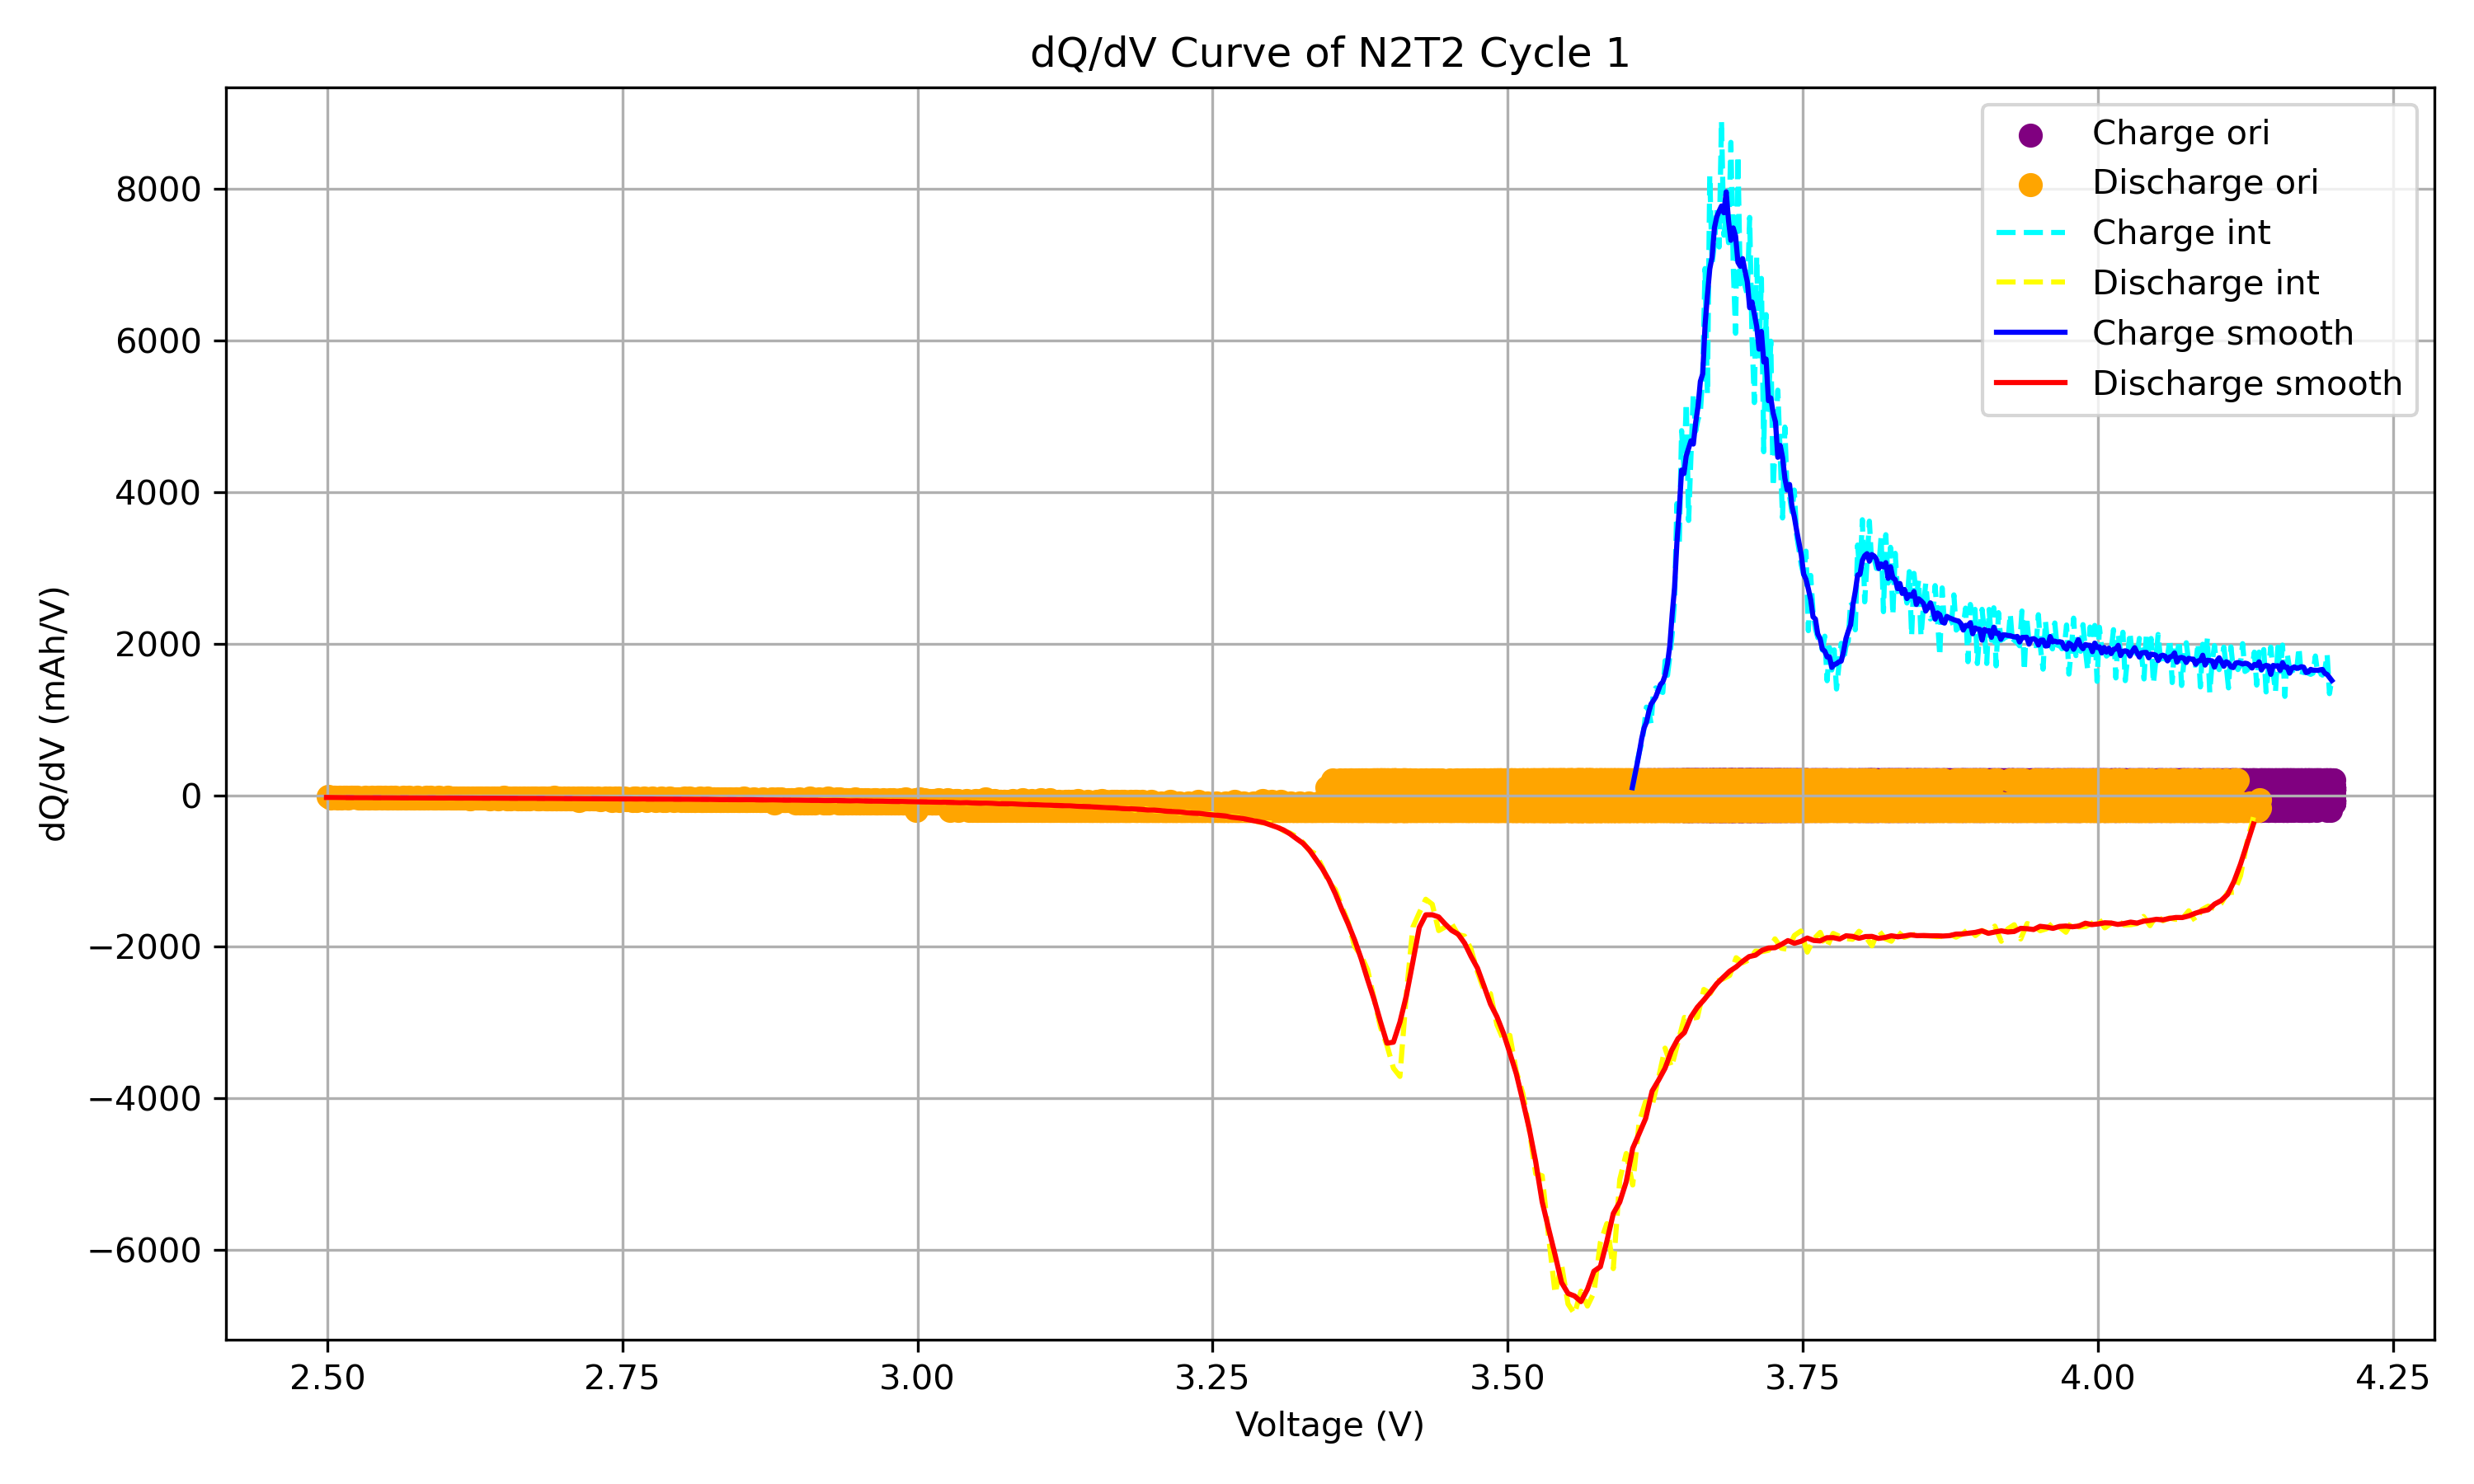 dQ/dV Curve of N2T2 Cycle 1
Charge ori
Discharge ori
Charge int
Discharge int
Charge smooth
Discharge smooth
dQ/dV (mAh/V)
8000
6000
4000
2000
0
−2000
−4000
−6000
2.50 2.75 3.00 3.25 3.50 3.75 4.00 4.25
Voltage (V)